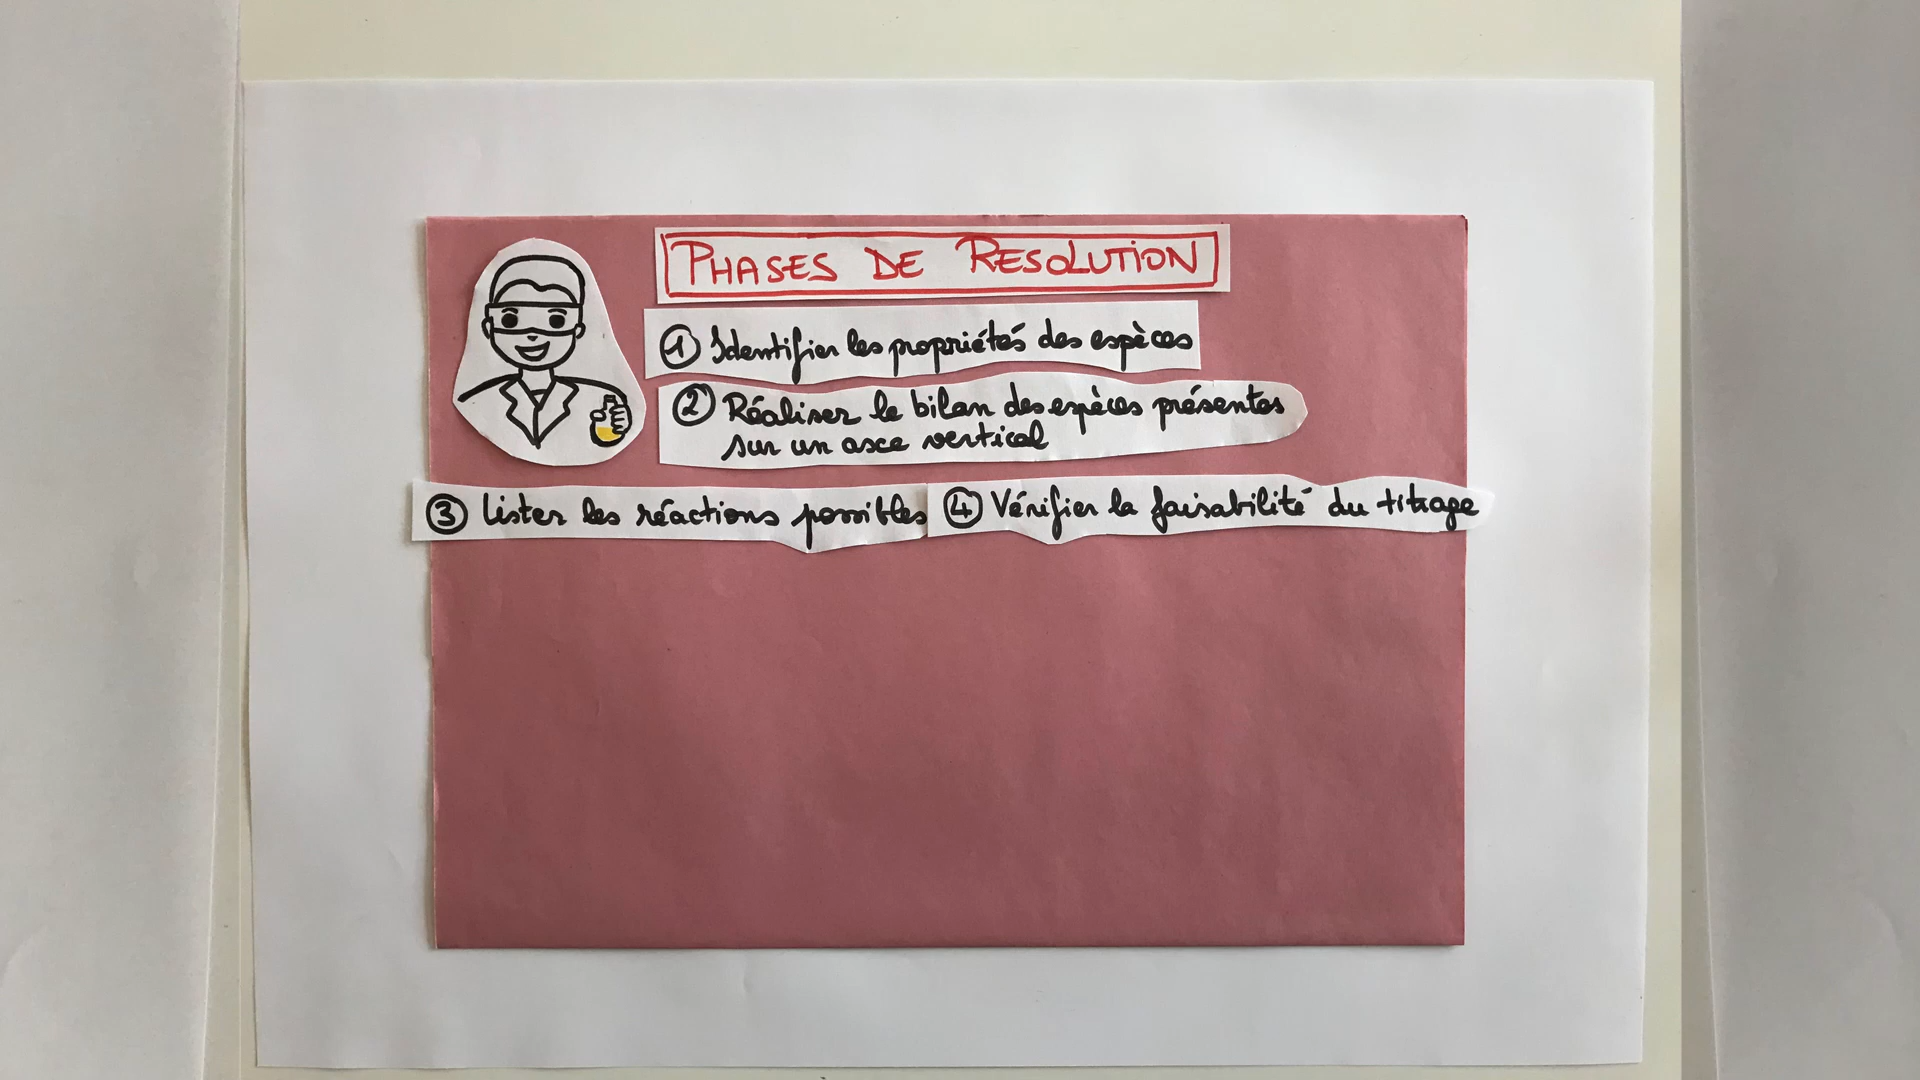 PHASES DE RESOLUTION
① Identifier les propriétés des espèces
② Réaliser le bilan des espèces présentes
sur un axe vertical
③ Lister les réactions possibles
④ Vérifier la faisabilité du titrage